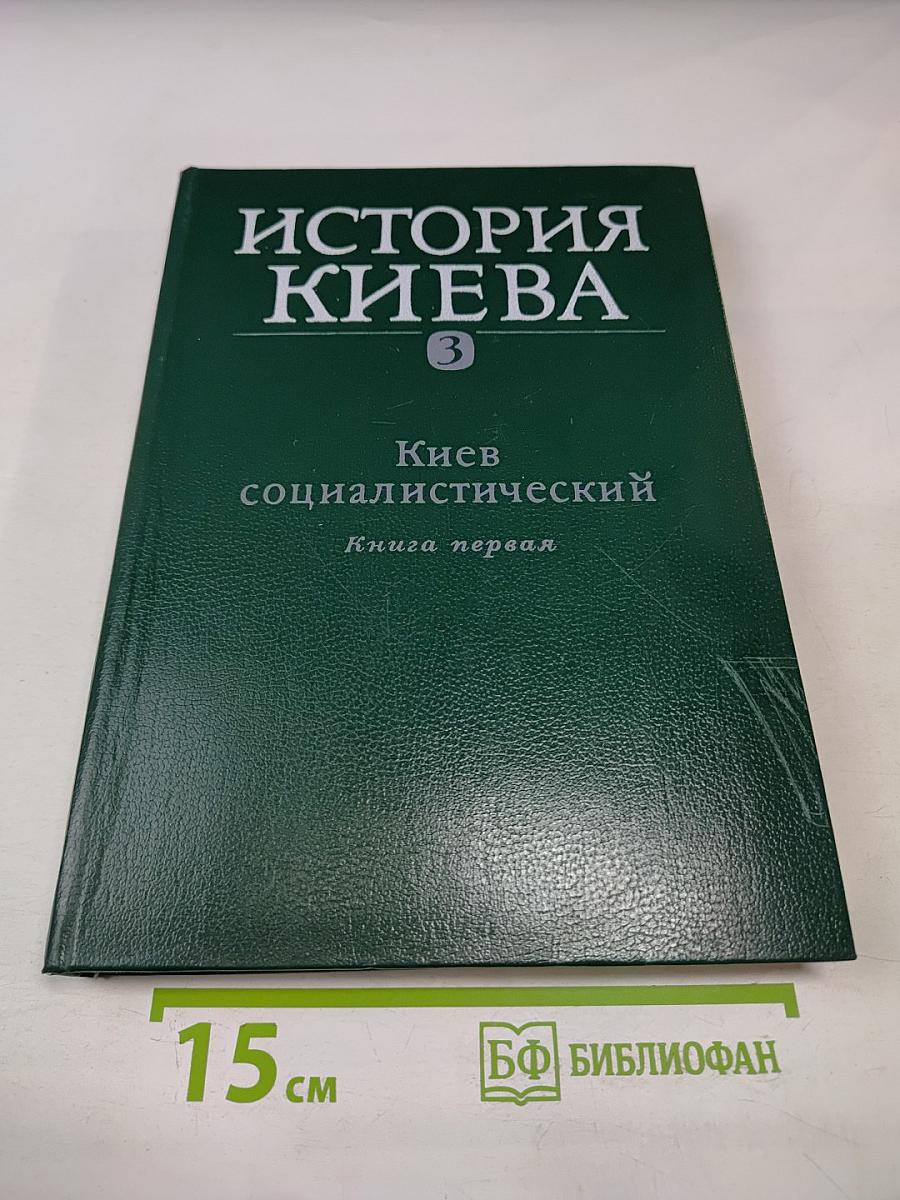 ИСТОРИЯ
КИЕВА
3
Киев
социалистический
Книга первая
15 см
БФ БИБЛИОФАН